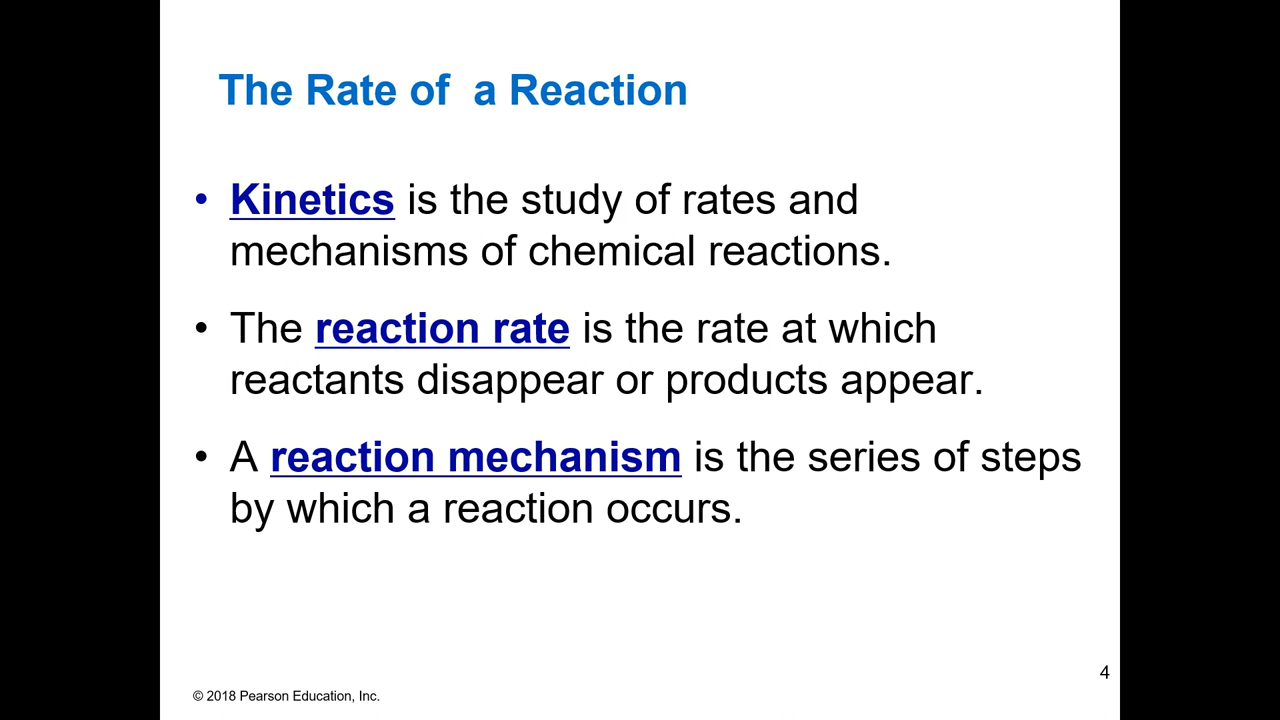 The Rate of  a Reaction
• Kinetics is the study of rates and
mechanisms of chemical reactions.
• The reaction rate is the rate at which
reactants disappear or products appear.
• A reaction mechanism is the series of steps
by which a reaction occurs.
4
© 2018 Pearson Education, Inc.